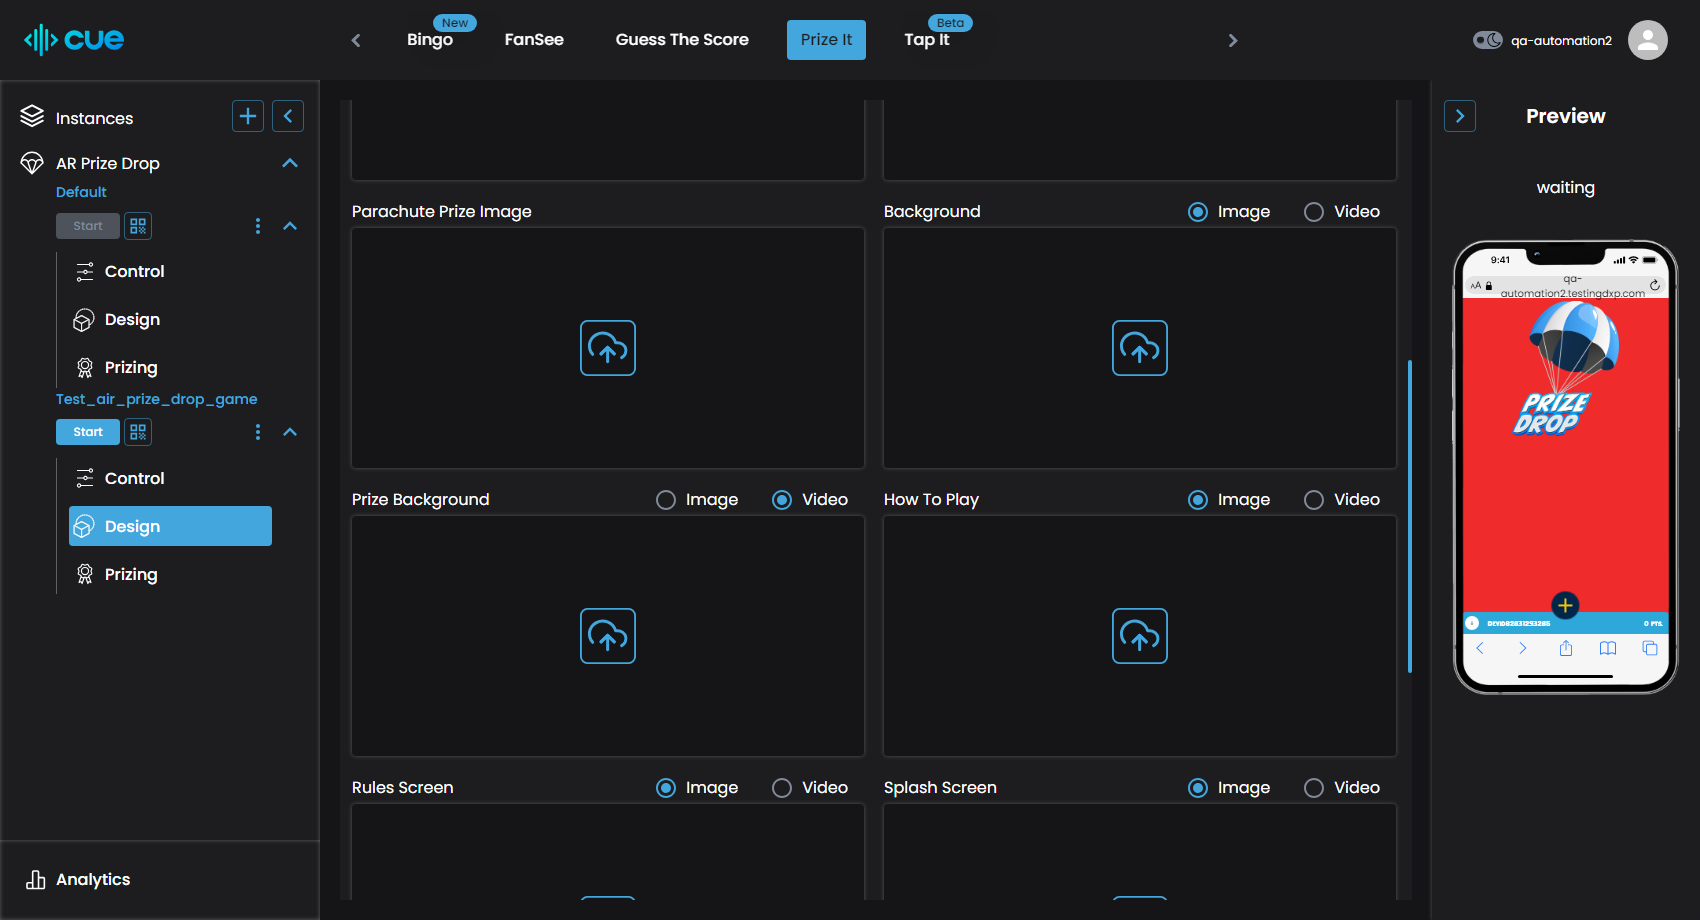 cue
Bingo
New
FanSee
Guess The Score
Prize It
Tap It
Beta
qa-automation2
Instances
AR Prize Drop
Default
Start
Control
Design
Prizing
Test_air_prize_drop_game
Start
Control
Design
Prizing
Analytics
Parachute Prize Image
Background
Image
Video
Prize Background
Image
Video
How To Play
Image
Video
Rules Screen
Image
Video
Splash Screen
Image
Video
Preview
waiting
9:41
AA
qa-
automation2.testingdxp.com
PRIZE
DROP
0 PTS.